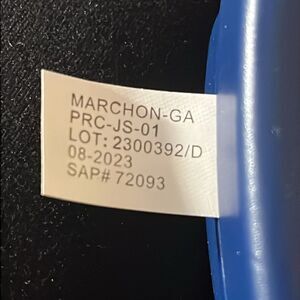 MARCHON-GA
PRC-JS-01
LOT: 2300392/D
08-2023
SAP# 72093